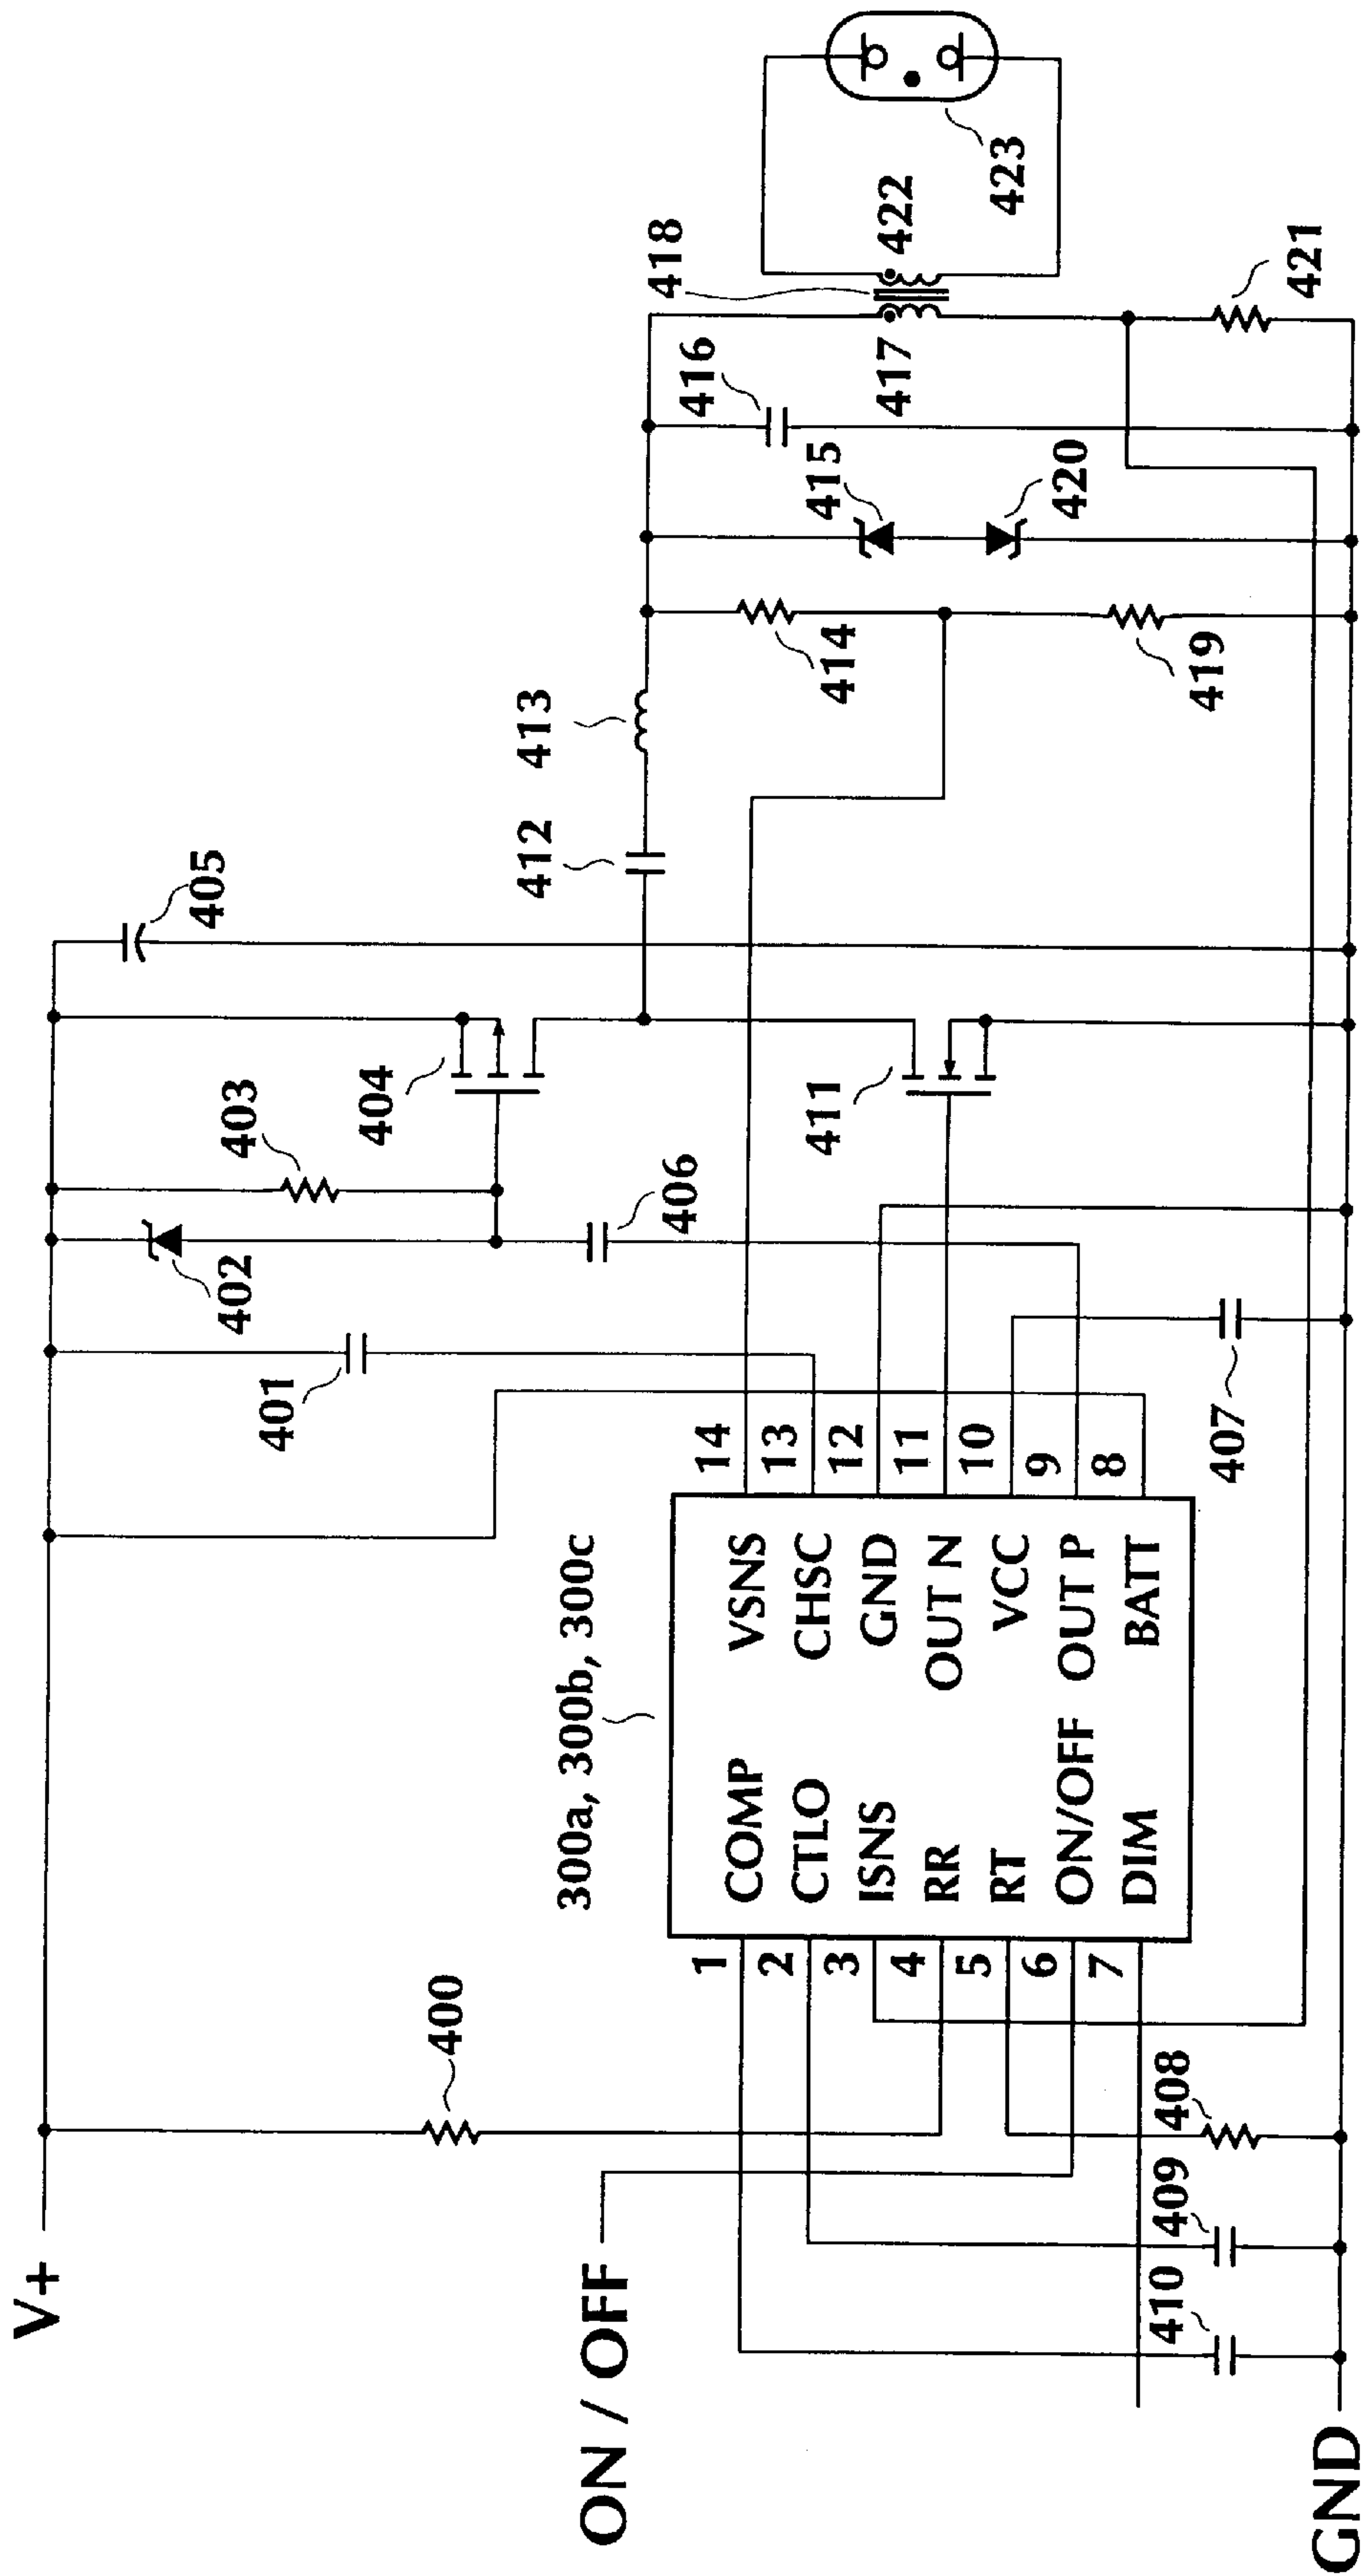 V+
ON / OFF
GND
400
401
402
403
404
405
406
407
408
409
410
411
412
413
414
415
416
417
418
419
420
421
422
423
300a, 300b, 300c
1 COMP
2 CTLO
3 ISNS
4 RR
5 RT
6 ON/OFF
7 DIM
VSNS 14
CHSC 13
GND 12
OUT N 11
VCC 10
OUT P 9
BATT 8